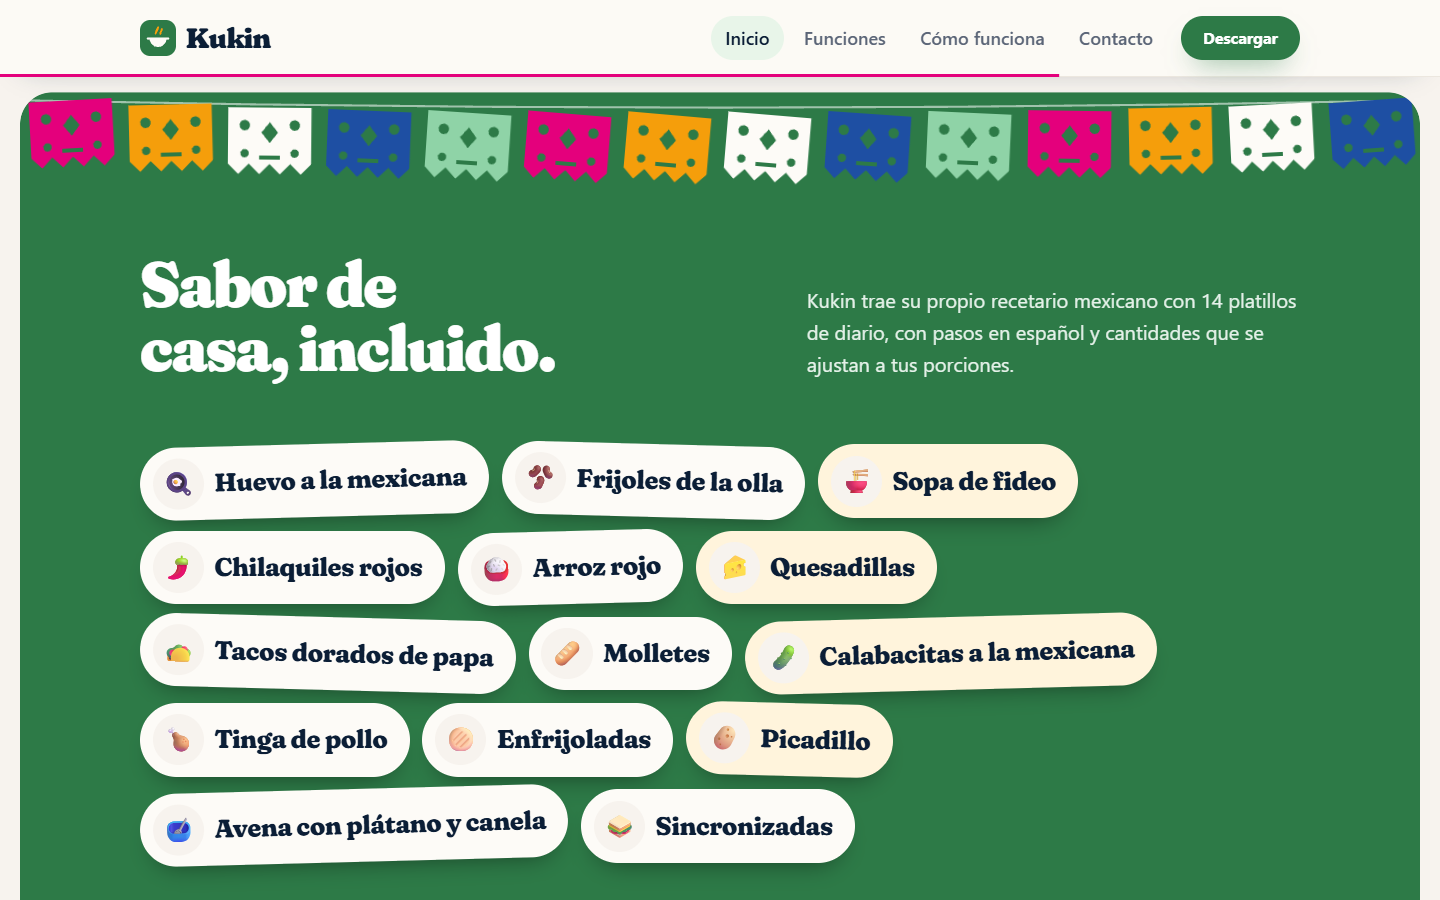 Kukin
Inicio
Funciones
Cómo funciona
Contacto
Descargar
Sabor de
casa, incluido.
Kukin trae su propio recetario mexicano con 14 platillos
de diario, con pasos en español y cantidades que se
ajustan a tus porciones.
Huevo a la mexicana
Frijoles de la olla
Sopa de fideo
Chilaquiles rojos
Arroz rojo
Quesadillas
Tacos dorados de papa
Molletes
Calabacitas a la mexicana
Tinga de pollo
Enfrijoladas
Picadillo
Avena con plátano y canela
Sincronizadas